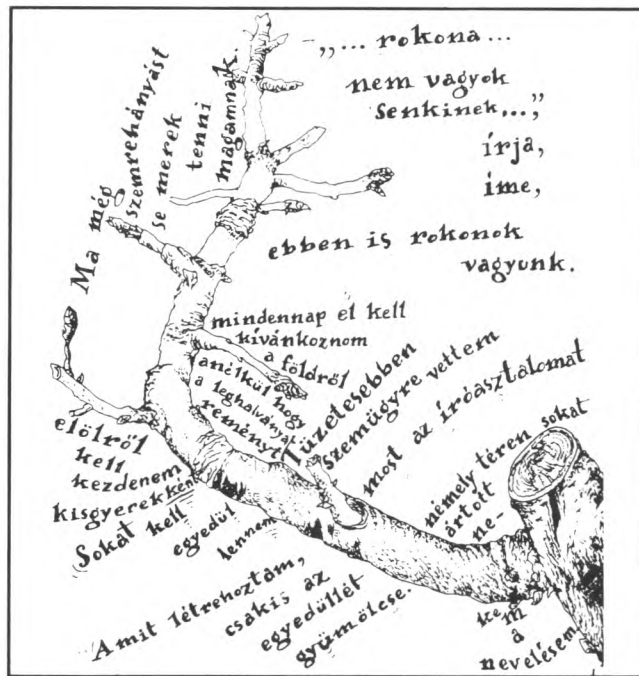 „... rokona ...
nem vagyok
senkinek...,”
írja,
íme,
ebben is rokonok
vagyunk.
Ma még
szemrehányást
se merek
tenni
magamnak.
mindennap el kell
kívánkoznom
a földről
anélkül hogy
a leghalványabb
reményt
Tüzetesebben
szemügyre vettem
most az íróasztalomat
némely téren sokat
ártott
ne-
ke
m
a
nevelésem
elölről
kell
kezdenem
kisgyerekként
Sokat kell
egyedül
lennem
Amit létrehoztam,
csakis az
egyedüllét
gyümölcse.